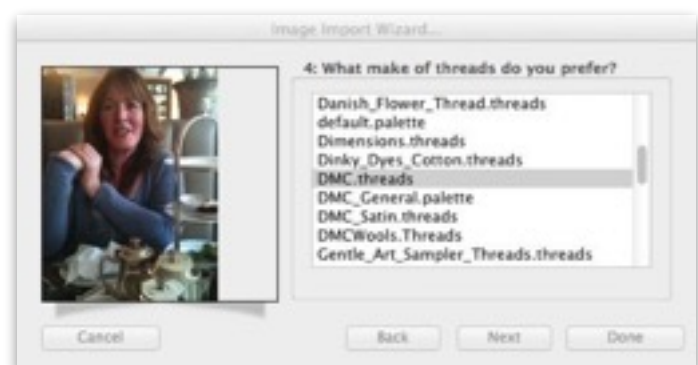 Image Import Wizard...
4: What make of threads do you prefer?
Danish_Flower_Thread.threads
default.palette
Dimensions.threads
Dinky_Dyes_Cotton.threads
DMC.threads
DMC_General.palette
DMC_Satin.threads
DMCWools.Threads
Gentle_Art_Sampler_Threads.threads
Cancel
Back
Next
Done